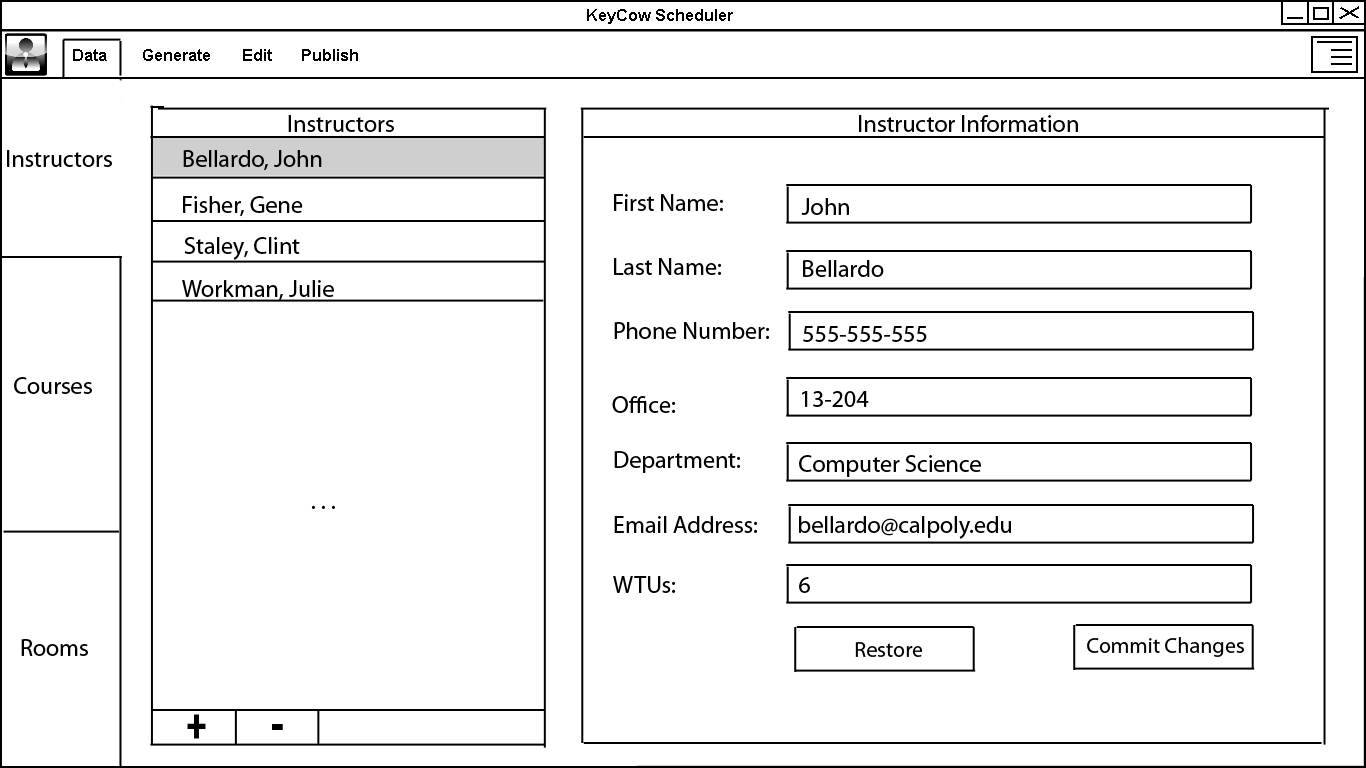 KeyCow Scheduler
Data Generate Edit Publish
Instructors
Courses
Rooms
Instructors
Bellardo, John
Fisher, Gene
Staley, Clint
Workman, Julie
...
+ -
Instructor Information
First Name: John
Last Name: Bellardo
Phone Number: 555-555-555
Office: 13-204
Department: Computer Science
Email Address: bellardo@calpoly.edu
WTUs: 6
Restore Commit Changes